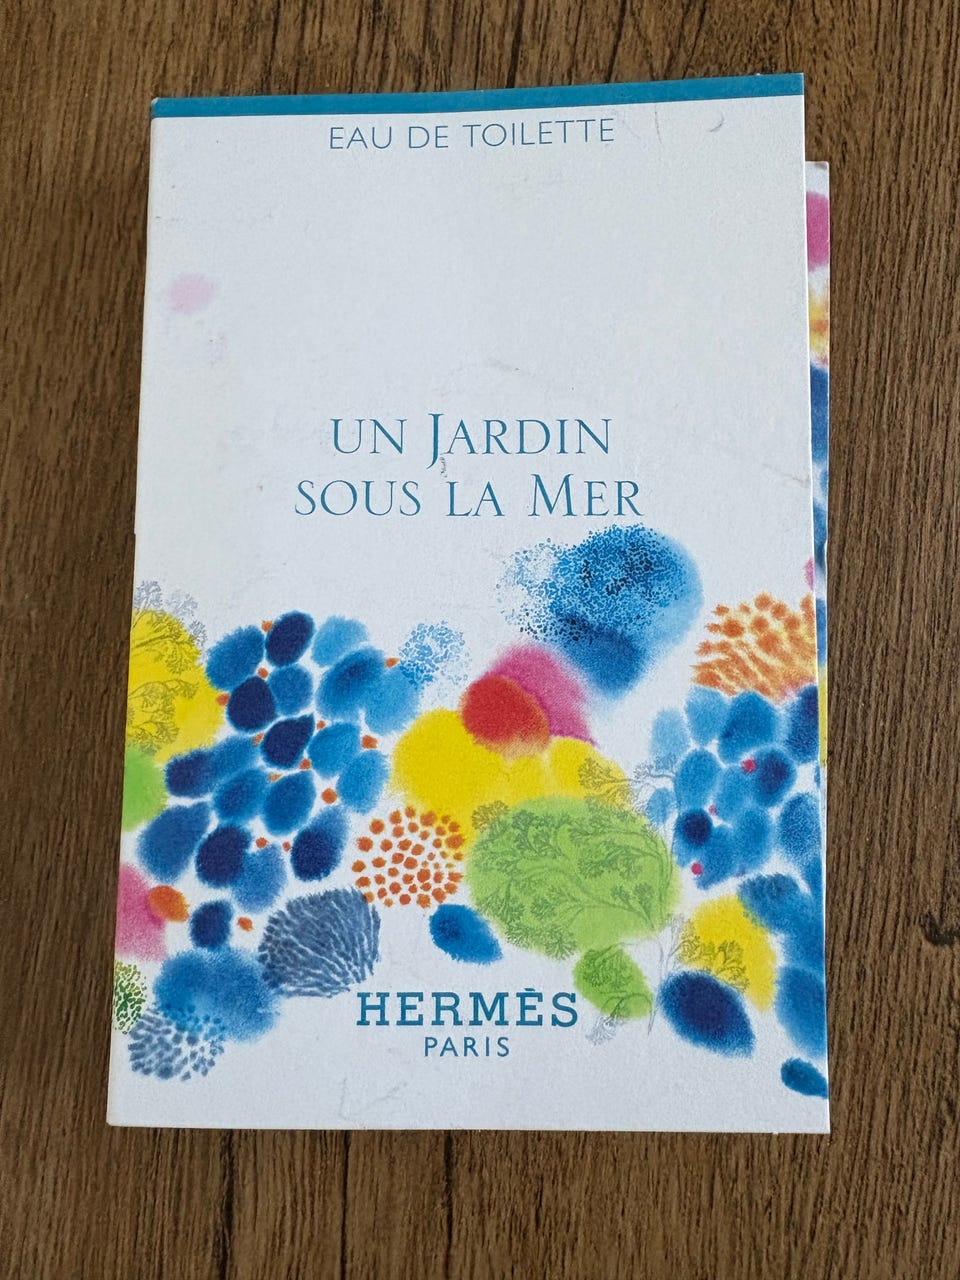 EAU DE TOILETTE
UN JARDIN
SOUS LA MER
HERMÈS
PARIS